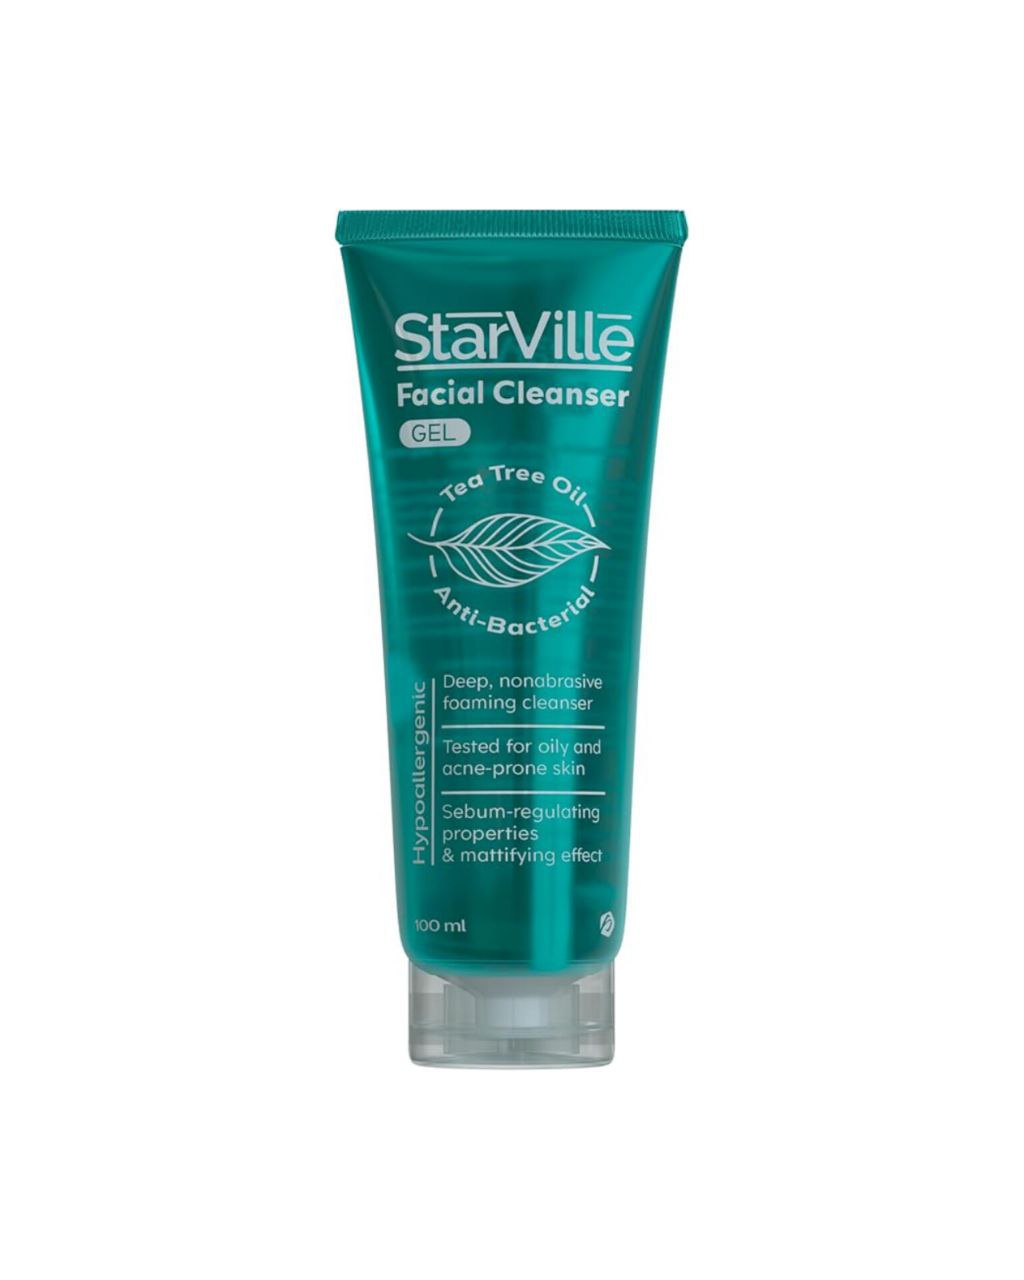 StarVille
Facial Cleanser
GEL
Tea Tree Oil
Anti-Bacterial
Hypoallergenic
Deep, nonabrasive
foaming cleanser
Tested for oily and
acne-prone skin
Sebum-regulating
properties
& mattifying effect
100 ml